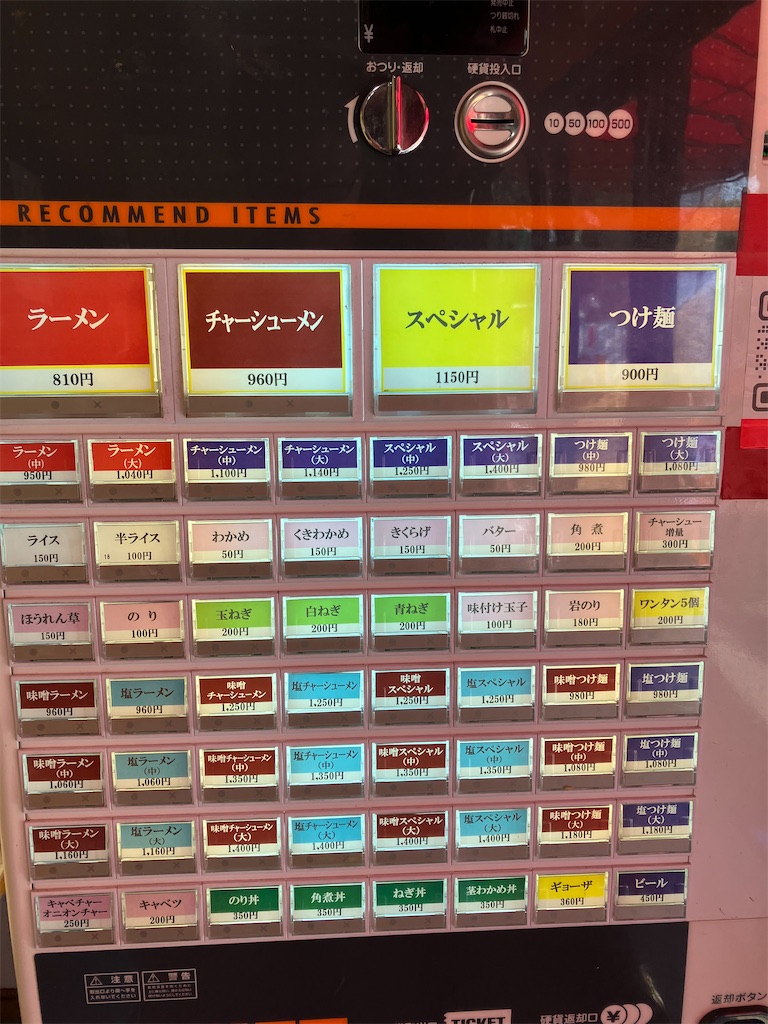 発売中止
つり銭切れ
札中止
¥
おつり・返却
硬貨投入口
10 50 100 500
RECOMMEND ITEMS
ラーメン
810円
チャーシューメン
960円
スペシャル
1150円
つけ麺
900円
ラーメン
(中)
950円
ラーメン
(大)
1,040円
チャーシューメン
(中)
1,100円
チャーシューメン
(大)
1,140円
スペシャル
(中)
1,250円
スペシャル
(大)
1,400円
つけ麺
(中)
980円
つけ麺
(大)
1,080円
ライス
150円
半ライス
18 100円
わかめ
50円
くきわかめ
150円
きくらげ
150円
バター
50円
角煮
200円
チャーシュー
増量
300円
ほうれん草
150円
のり
100円
玉ねぎ
200円
白ねぎ
200円
青ねぎ
200円
味付け玉子
100円
岩のり
180円
ワンタン5個
200円
味噌ラーメン
960円
塩ラーメン
960円
味噌
チャーシューメン
1,250円
塩チャーシューメン
1,250円
味噌
スペシャル
1,250円
塩スペシャル
1,250円
味噌つけ麺
980円
塩つけ麺
980円
味噌ラーメン
(中)
1,060円
塩ラーメン
(中)
1,060円
味噌チャーシューメン
(中)
1,350円
塩チャーシューメン
(中)
1,350円
味噌スペシャル
(中)
1,350円
塩スペシャル
(中)
1,350円
味噌つけ麺
(中)
1,080円
塩つけ麺
(中)
1,080円
味噌ラーメン
(大)
1,160円
塩ラーメン
(大)
1,160円
味噌チャーシューメン
(大)
1,400円
塩チャーシューメン
(大)
1,400円
味噌スペシャル
(大)
1,400円
塩スペシャル
(大)
1,400円
味噌つけ麺
(大)
1,180円
塩つけ麺
(大)
1,180円
キャベチャー
オニオンチャー
250円
キャベツ
200円
のり丼
350円
角煮丼
350円
ねぎ丼
350円
茎わかめ丼
350円
ギョーザ
360円
ビール
450円
注意
取出口より奥へ手を
入れないでください
警告
返却ボタン
TICKET
硬貨返却口
¥